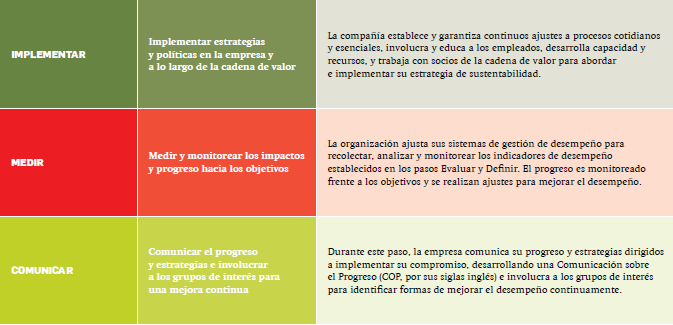 IMPLEMENTAR
Implementar estrategias
y políticas en la empresa y
a lo largo de la cadena de valor
La compañía establece y garantiza continuos ajustes a procesos cotidianos
y esenciales, involucra y educa a los empleados, desarrolla capacidad y
recursos, y trabaja con socios de la cadena de valor para abordar
e implementar su estrategia de sustentabilidad.
MEDIR
Medir y monitorear los impactos
y progreso hacia los objetivos
La organización ajusta sus sistemas de gestión de desempeño para
recolectar, analizar y monitorear los indicadores de desempeño
establecidos en los pasos Evaluar y Definir. El progreso es monitoreado
frente a los objetivos y se realizan ajustes para mejorar el desempeño.
COMUNICAR
Comunicar el progreso
y estrategias e involucrar
a los grupos de interés para
una mejora continua
Durante este paso, la empresa comunica su progreso y estrategias dirigidos
a implementar su compromiso, desarrollando una Comunicación sobre
el Progreso (COP, por sus siglas inglés) e involucra a los grupos de interés
para identificar formas de mejorar el desempeño continuamente.